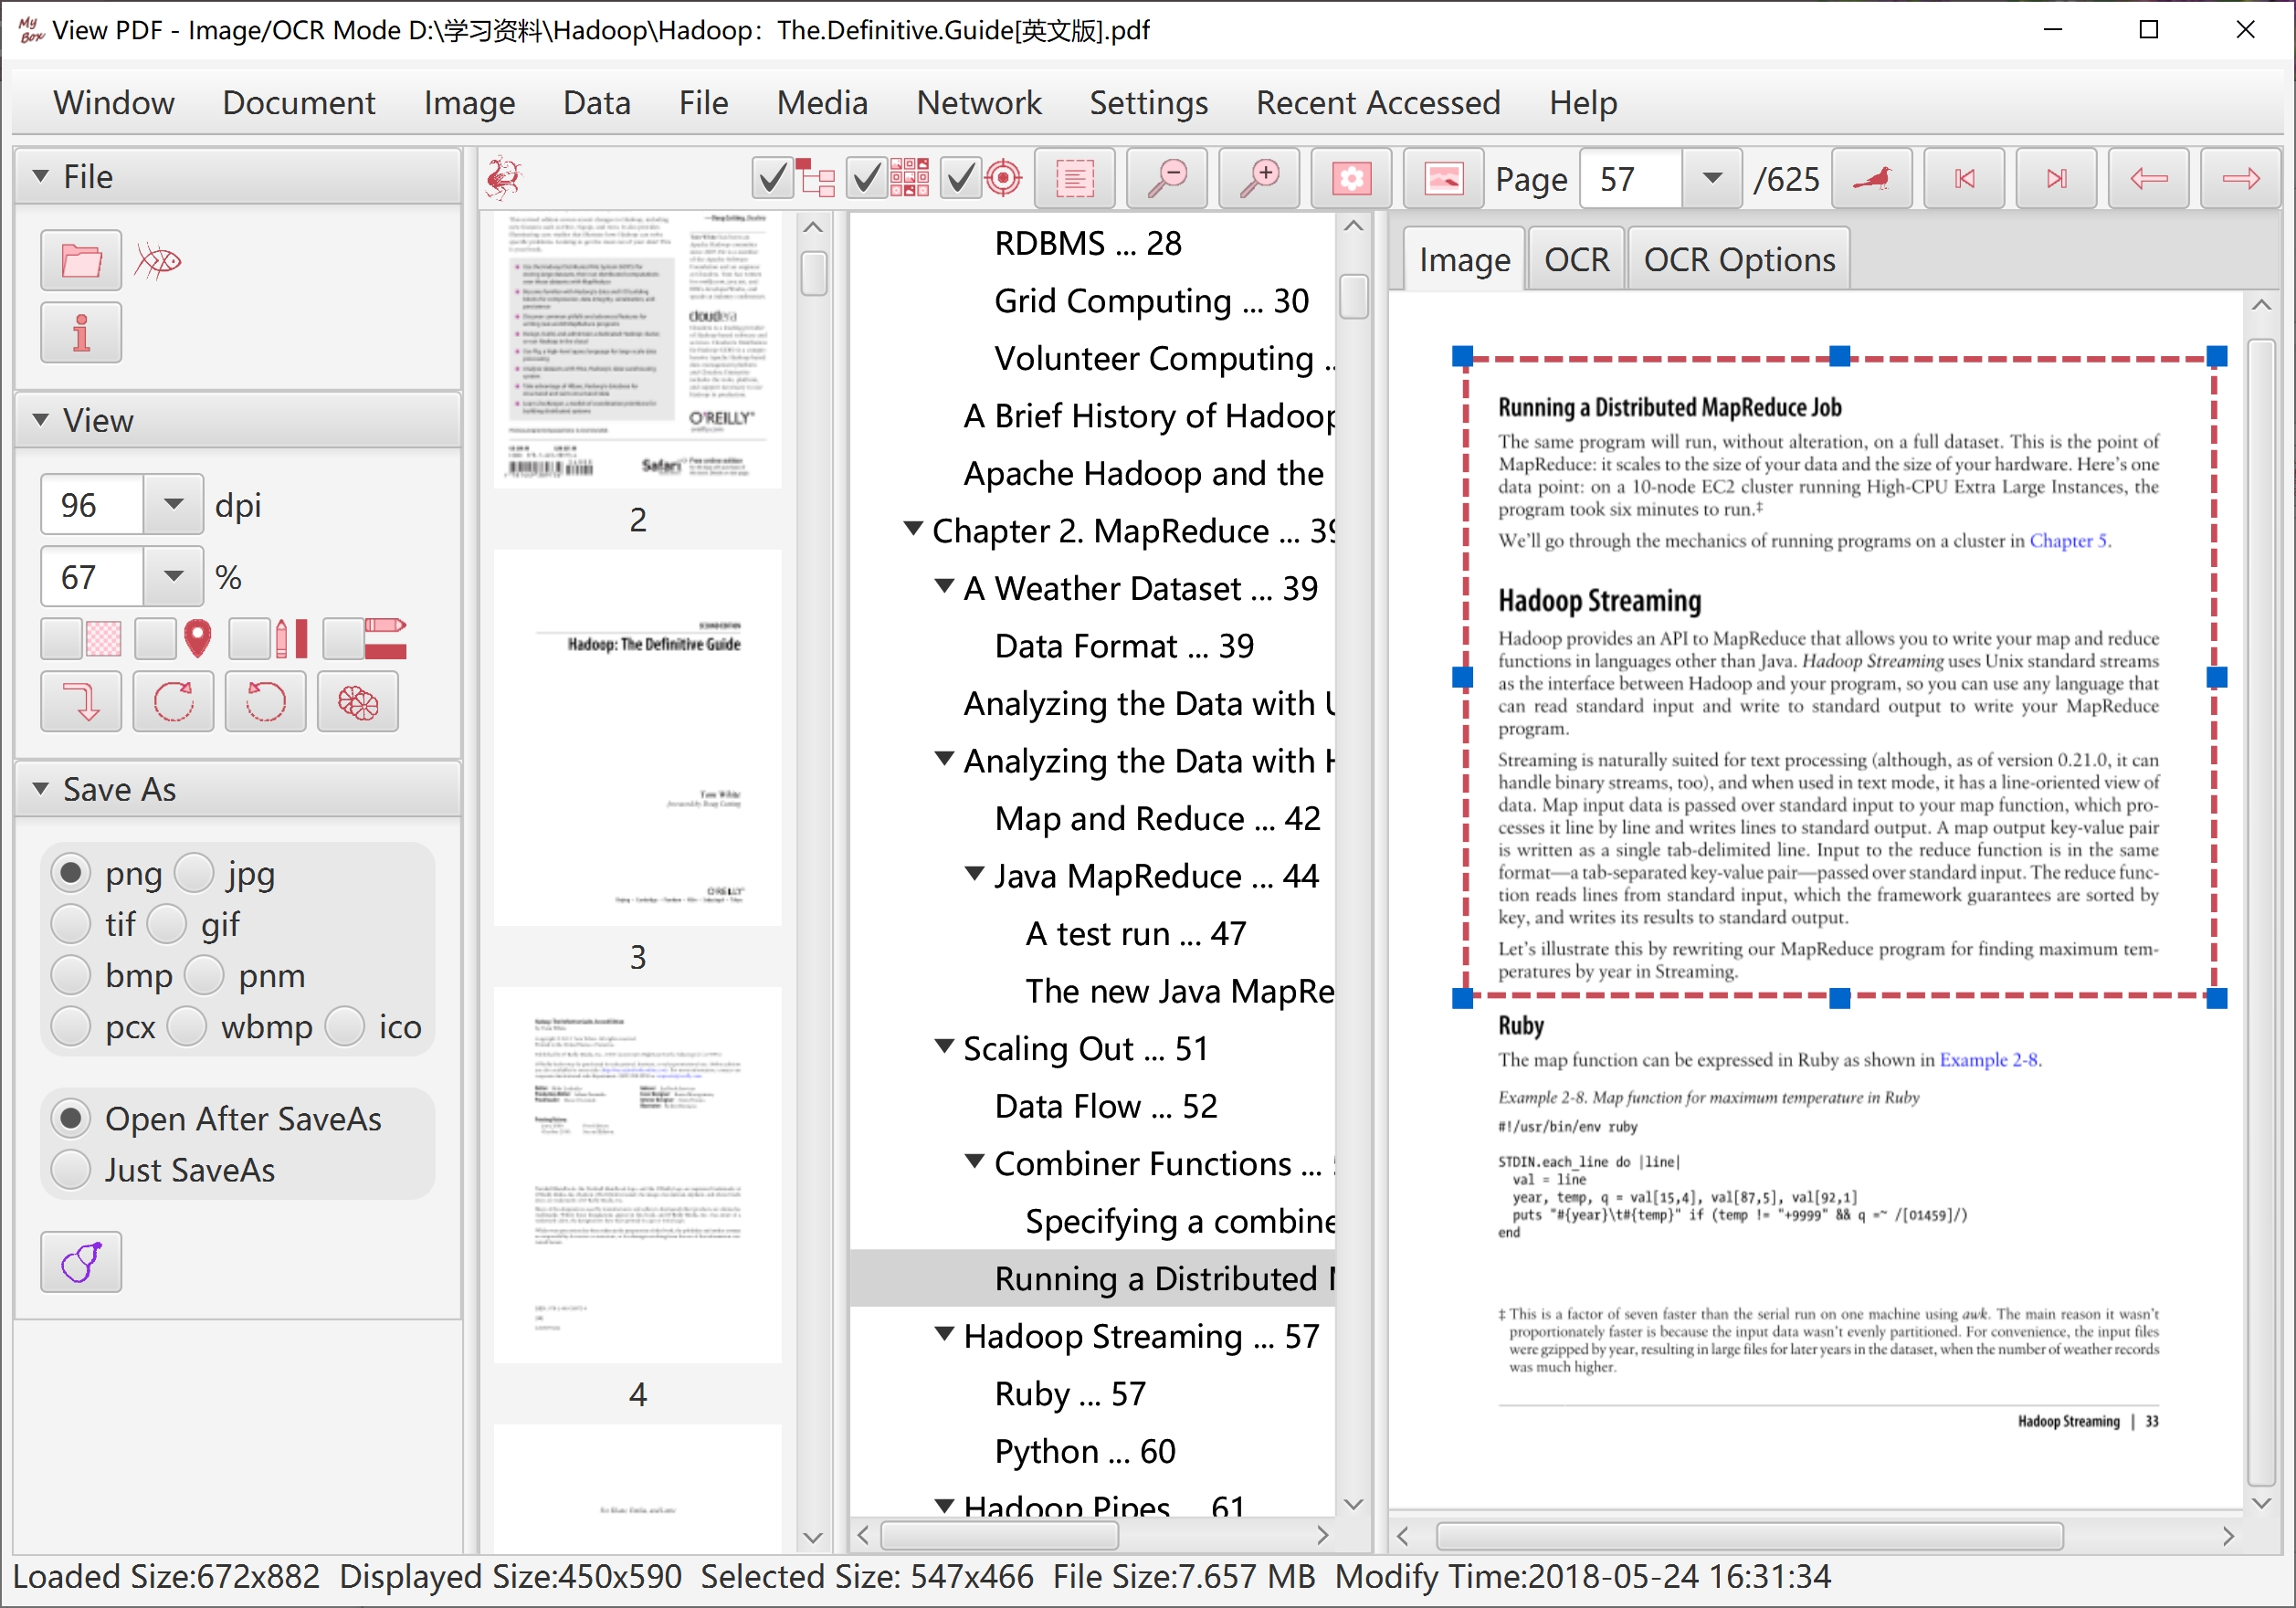 My Box View PDF - Image/OCR Mode D:\学习资料\Hadoop\Hadoop：The.Definitive.Guide[英文版].pdf
Window Document Image Data File Media Network Settings Recent Accessed Help
File
View
96 dpi
67 %
Save As
png jpg
tif gif
bmp pnm
pcx wbmp ico
Open After SaveAs
Just SaveAs
Page 57 /625
cloudera
O'REILLY
Safari
2
Hadoop: The Definitive Guide
Tom White
O'REILLY
3
4
RDBMS ... 28
Grid Computing ... 30
Volunteer Computing ..
A Brief History of Hadoop
Apache Hadoop and the
Chapter 2. MapReduce ... 39
A Weather Dataset ... 39
Data Format ... 39
Analyzing the Data with U
Analyzing the Data with H
Map and Reduce ... 42
Java MapReduce ... 44
A test run ... 47
The new Java MapRe
Scaling Out ... 51
Data Flow ... 52
Combiner Functions ...
Specifying a combine
Running a Distributed M
Hadoop Streaming ... 57
Ruby ... 57
Python ... 60
Hadoop Pipes ... 61
Image OCR OCR Options
Running a Distributed MapReduce Job
The same program will run, without alteration, on a full dataset. This is the point of
MapReduce: it scales to the size of your data and the size of your hardware. Here's one
data point: on a 10-node EC2 cluster running High-CPU Extra Large Instances, the
program took six minutes to run.‡
We'll go through the mechanics of running programs on a cluster in Chapter 5.
Hadoop Streaming
Hadoop provides an API to MapReduce that allows you to write your map and reduce
functions in languages other than Java. Hadoop Streaming uses Unix standard streams
as the interface between Hadoop and your program, so you can use any language that
can read standard input and write to standard output to write your MapReduce
program.
Streaming is naturally suited for text processing (although, as of version 0.21.0, it can
handle binary streams, too), and when used in text mode, it has a line-oriented view of
data. Map input data is passed over standard input to your map function, which pro-
cesses it line by line and writes lines to standard output. A map output key-value pair
is written as a single tab-delimited line. Input to the reduce function is in the same
format—a tab-separated key-value pair—passed over standard input. The reduce func-
tion reads lines from standard input, which the framework guarantees are sorted by
key, and writes its results to standard output.
Let's illustrate this by rewriting our MapReduce program for finding maximum tem-
peratures by year in Streaming.
Ruby
The map function can be expressed in Ruby as shown in Example 2-8.
Example 2-8. Map function for maximum temperature in Ruby
#!/usr/bin/env ruby
STDIN.each_line do |line|
val = line
year, temp, q = val[15,4], val[87,5], val[92,1]
puts "#{year}\t#{temp}" if (temp != "+9999" && q =~ /[01459]/)
end
‡ This is a factor of seven faster than the serial run on one machine using awk. The main reason it wasn't
proportionately faster is because the input data wasn't evenly partitioned. For convenience, the input files
were gzipped by year, resulting in large files for later years in the dataset, when the number of weather records
was much higher.
Hadoop Streaming | 33
Loaded Size:672x882 Displayed Size:450x590 Selected Size: 547x466 File Size:7.657 MB Modify Time:2018-05-24 16:31:34